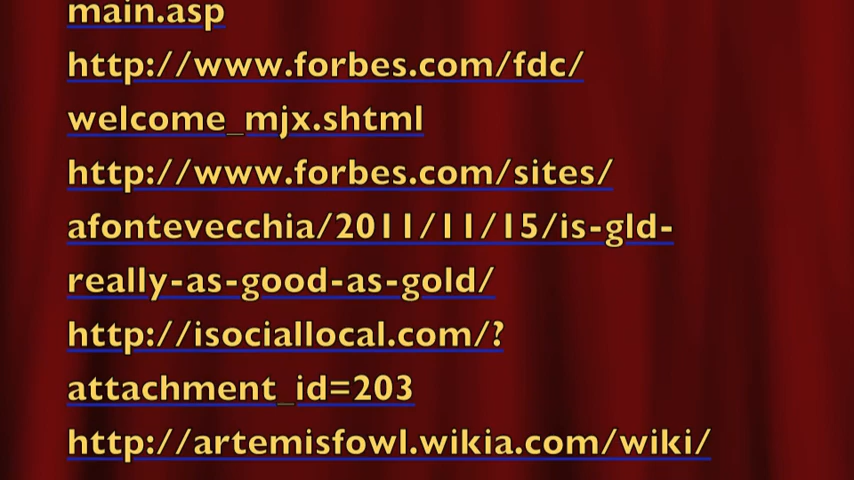 main.asp
http://www.forbes.com/fdc/
welcome_mjx.shtml
http://www.forbes.com/sites/
afontevecchia/2011/11/15/is-gld-
really-as-good-as-gold/
http://isociallocal.com/?
attachment_id=203
http://artemisfowl.wikia.com/wiki/